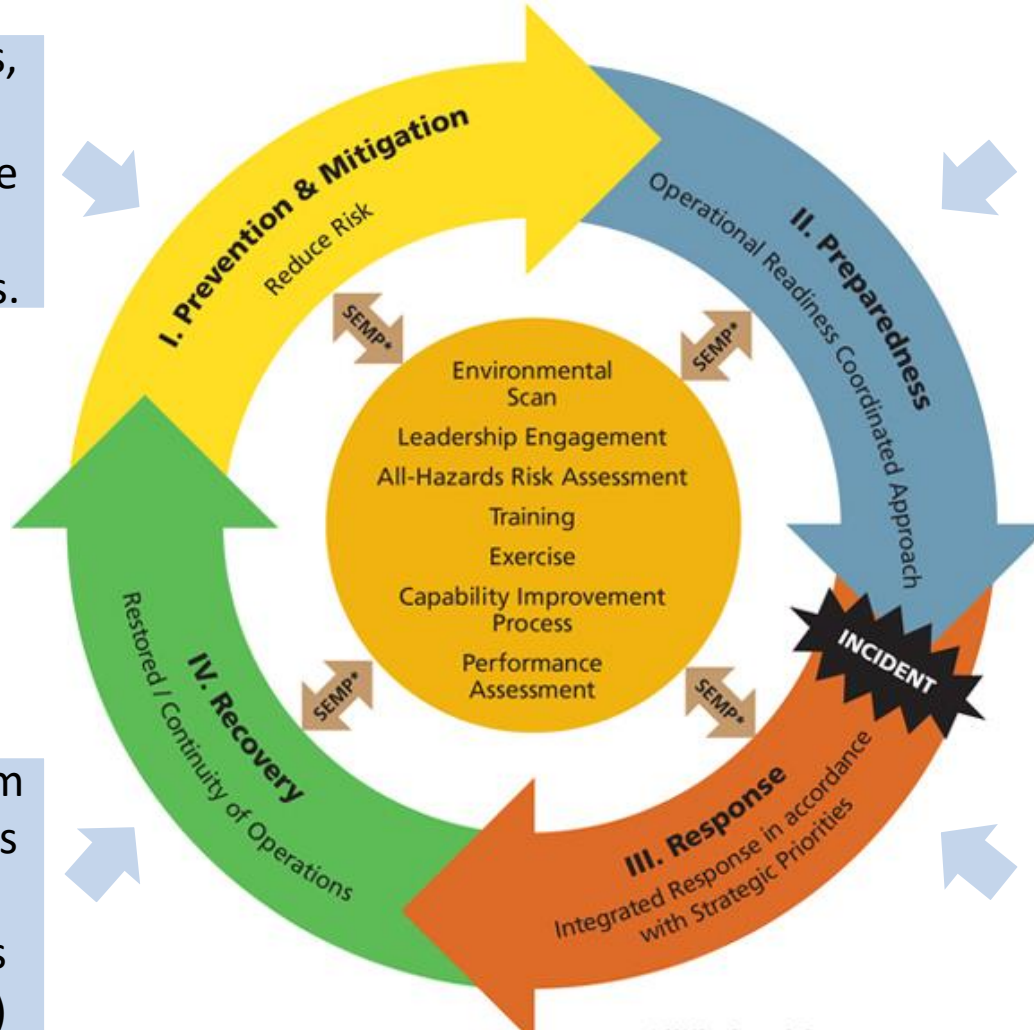 s,
e
s.
I. Prevention & Mitigation
Reduce Risk
II. Preparedness
Operational Readiness Coordinated Approach
SEMP*
SEMP*
Environmental
Scan
Leadership Engagement
All-Hazards Risk Assessment
Training
Exercise
Capability Improvement
Process
Performance
Assessment
SEMP*
SEMP*
INCIDENT
III. Response
Integrated Response in accordance
with Strategic Priorities
IV. Recovery
Restored / Continuity of Operations
m
s
s
)